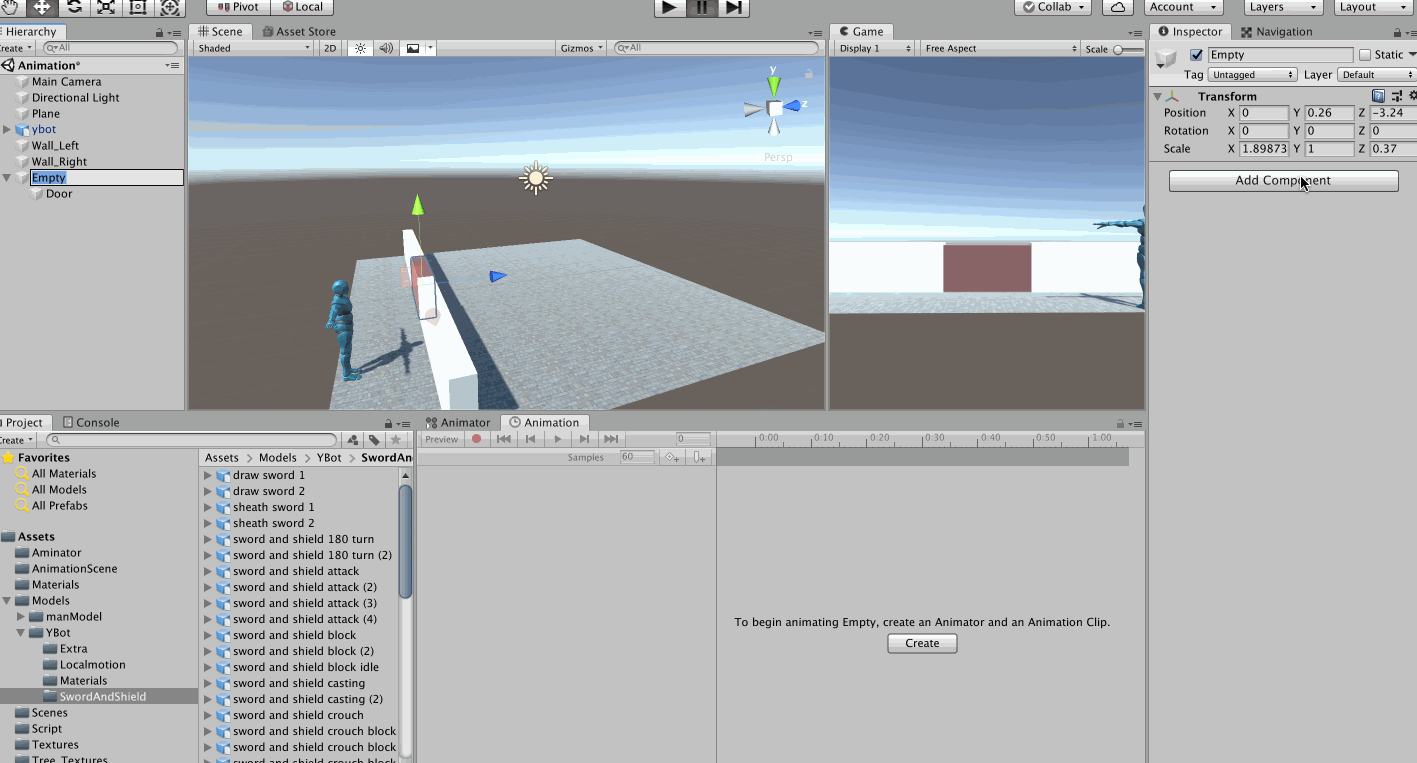 Pivot Local Collab Account Layers Layout
Hierarchy Scene Asset Store Game Inspector Navigation
reate All Shaded 2D Gizmos All Display 1 Free Aspect Scale Empty Static
Animation*
Tag Untagged Layer Default
Main Camera
Directional Light
Plane
ybot
Wall_Left
Wall_Right
Empty
Door
y
z
Persp
Transform
Position X 0 Y 0.26 Z -3.24
Rotation X 0 Y 0 Z 0
Scale X 1.89873 Y 1 Z 0.37
Add Component
Project Console Animator Animation
reate Preview 0 0:00 0:10 0:20 0:30 0:40 0:50 1:00
Samples 60
Favorites
All Materials
All Models
All Prefabs
Assets
Aminator
AnimationScene
Materials
Models
manModel
YBot
Extra
Localmotion
Materials
SwordAndShield
Scenes
Script
Textures
Tree_Textures
Assets > Models > YBot > SwordAn
draw sword 1
draw sword 2
sheath sword 1
sheath sword 2
sword and shield 180 turn
sword and shield 180 turn (2)
sword and shield attack
sword and shield attack (2)
sword and shield attack (3)
sword and shield attack (4)
sword and shield block
sword and shield block (2)
sword and shield block idle
sword and shield casting
sword and shield casting (2)
sword and shield crouch
sword and shield crouch block
sword and shield crouch block
sword and shield crouch block
To begin animating Empty, create an Animator and an Animation Clip.
Create